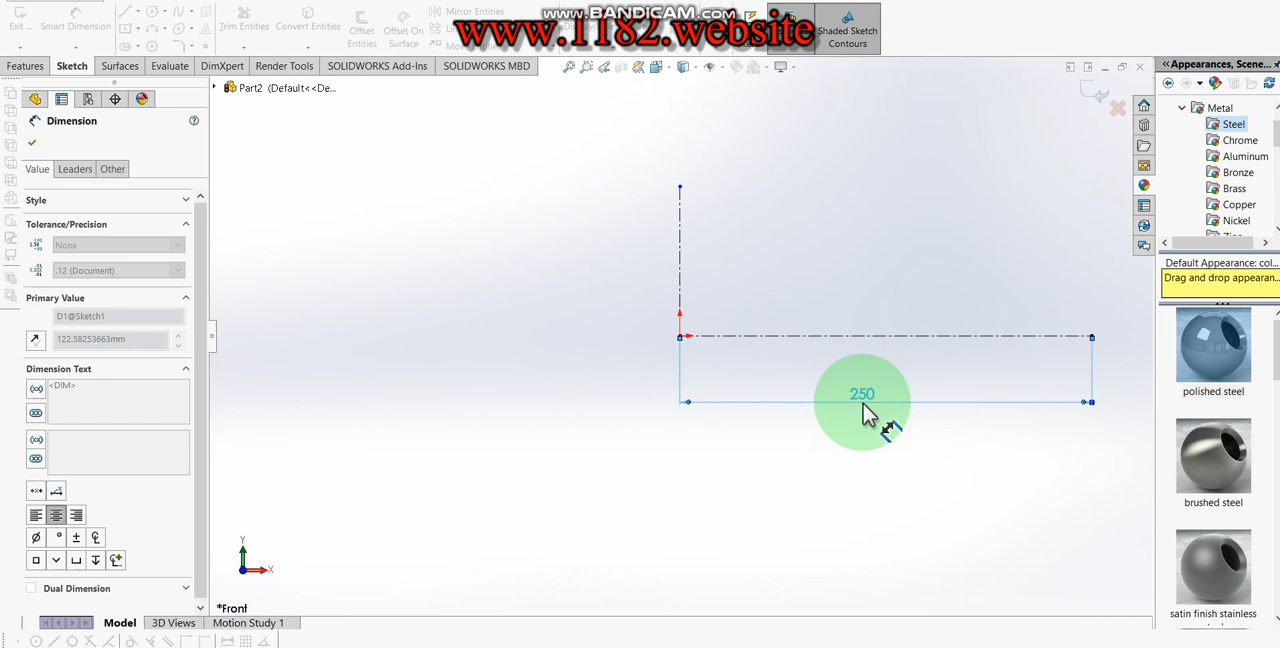 www.BANDICAM.com
www.1182.website
Exit ...
Smart Dimension
Trim Entities
Convert Entities
Offset Entities
Offset On Surface
Mirror Entities
Shaded Sketch Contours
Features
Sketch
Surfaces
Evaluate
DimXpert
Render Tools
SOLIDWORKS Add-Ins
SOLIDWORKS MBD
Part2 (Default<<De...
Dimension
Value
Leaders
Other
Style
Tolerance/Precision
None
.12 (Document)
Primary Value
D1@Sketch1
122.58253663mm
Dimension Text
<DIM>
Dual Dimension
250
Y
X
*Front
Model
3D Views
Motion Study 1
Appearances, Scene...
Metal
Steel
Chrome
Aluminum
Bronze
Brass
Copper
Nickel
Default Appearance: col...
Drag and drop appearan...
polished steel
brushed steel
satin finish stainless